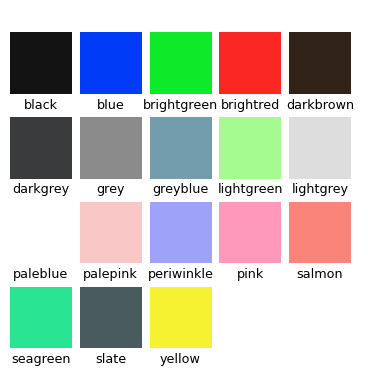 black blue brightgreen brightred darkbrown
darkgrey grey greyblue lightgreen lightgrey
paleblue palepink periwinkle pink salmon
seagreen slate yellow